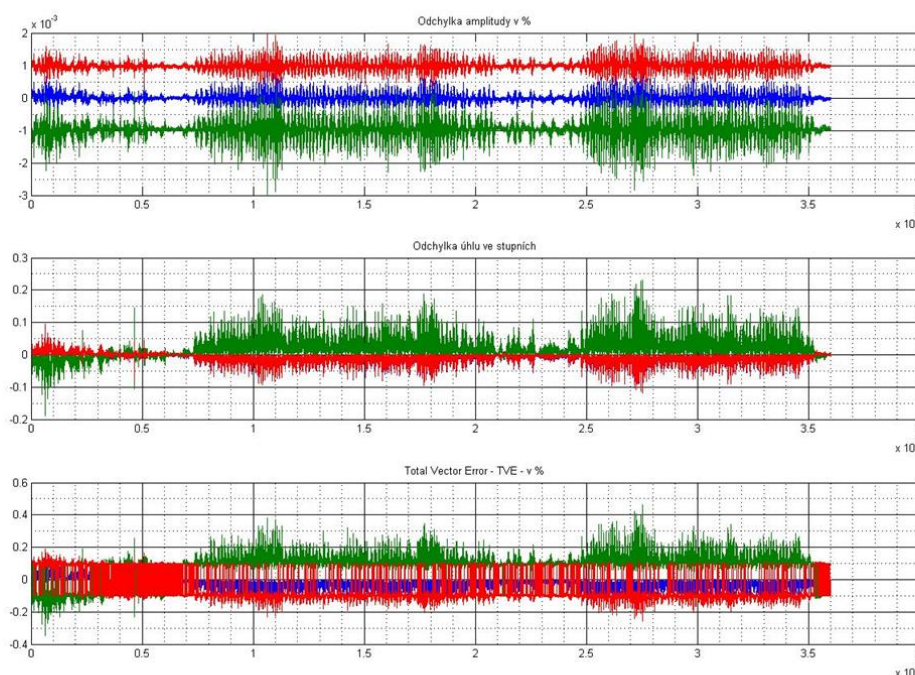 Odchylka amplitudy v %
x 10⁻³
2
1
0
-1
-2
-3
0 0.5 1 1.5 2 2.5 3 3.5
x 10
Odchylka úhlu ve stupních
0.3
0.2
0.1
0
-0.1
-0.2
0 0.5 1 1.5 2 2.5 3 3.5
x 10
Total Vector Error - TVE - v %
0.6
0.4
0.2
0
-0.2
-0.4
0 0.5 1 1.5 2 2.5 3 3.5
x 10